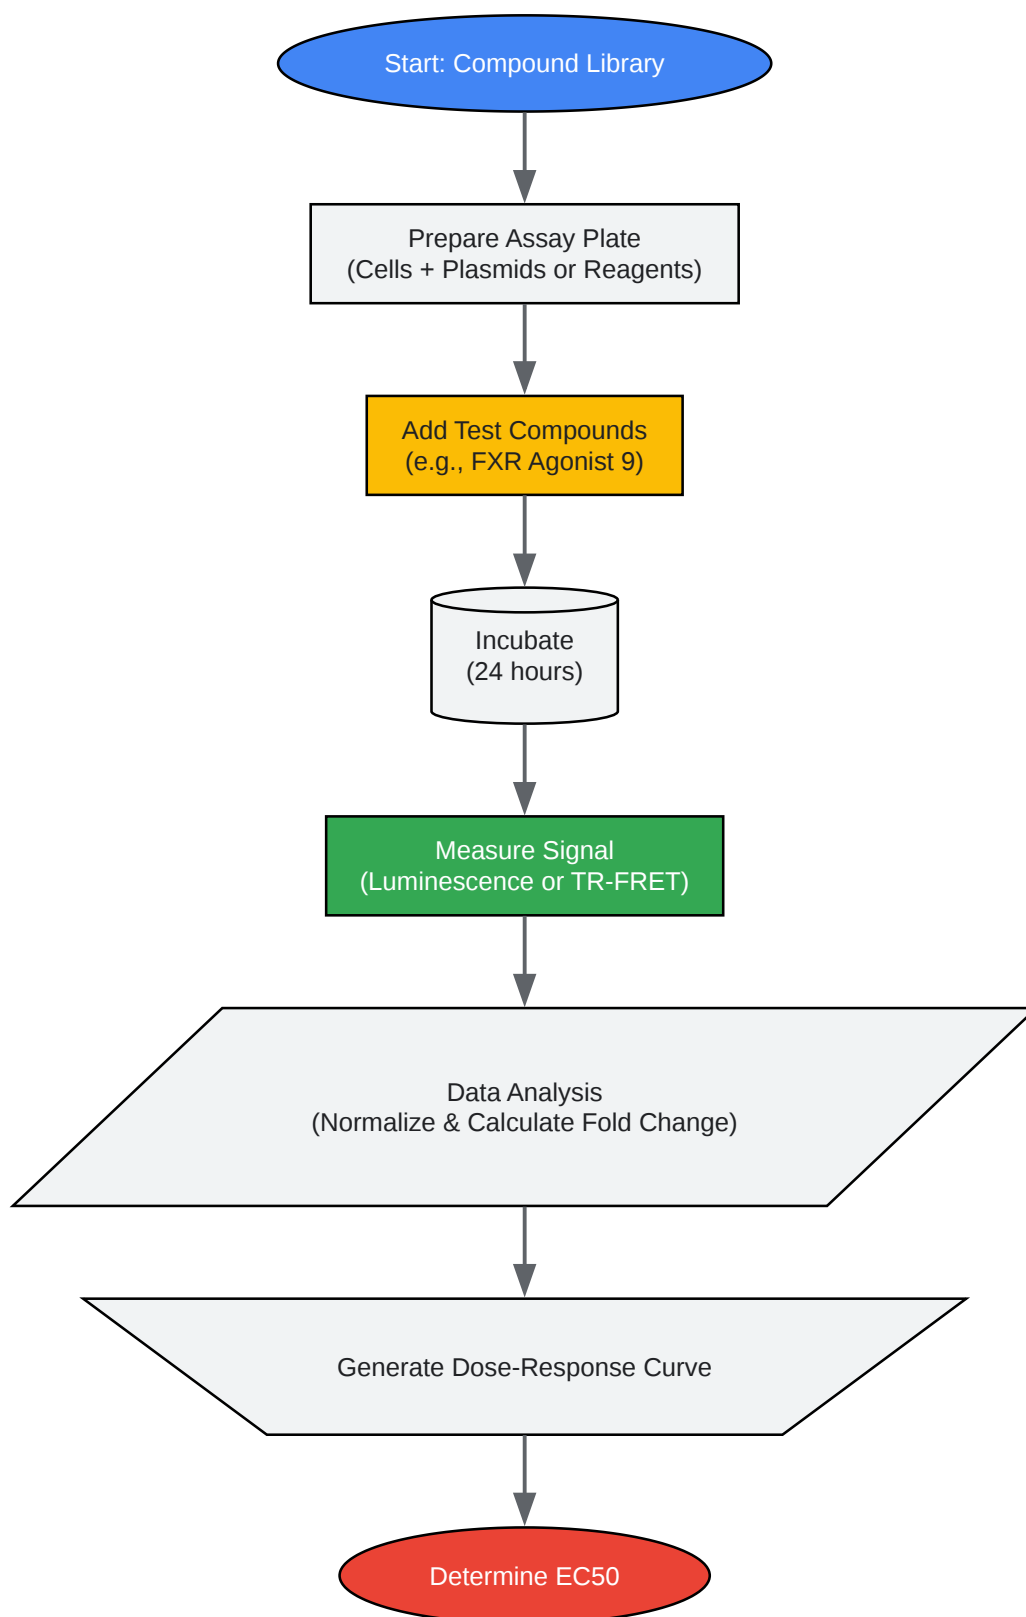 Start: Compound Library
Prepare Assay Plate
(Cells + Plasmids or Reagents)
Add Test Compounds
(e.g., FXR Agonist 9)
Incubate
(24 hours)
Measure Signal
(Luminescence or TR-FRET)
Data Analysis
(Normalize & Calculate Fold Change)
Generate Dose-Response Curve
Determine EC50